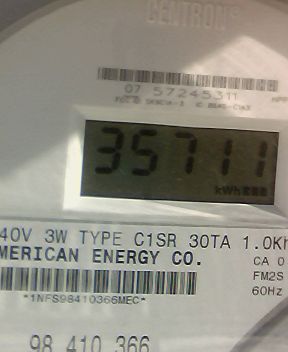 CENTRON®
07 57245311
35711
kWh
40V 3W TYPE C1SR 30TA 1.0Kh
MERICAN ENERGY CO.
CA 0
FM2S
60Hz
*1NFS98410366MEC*
98 410 366